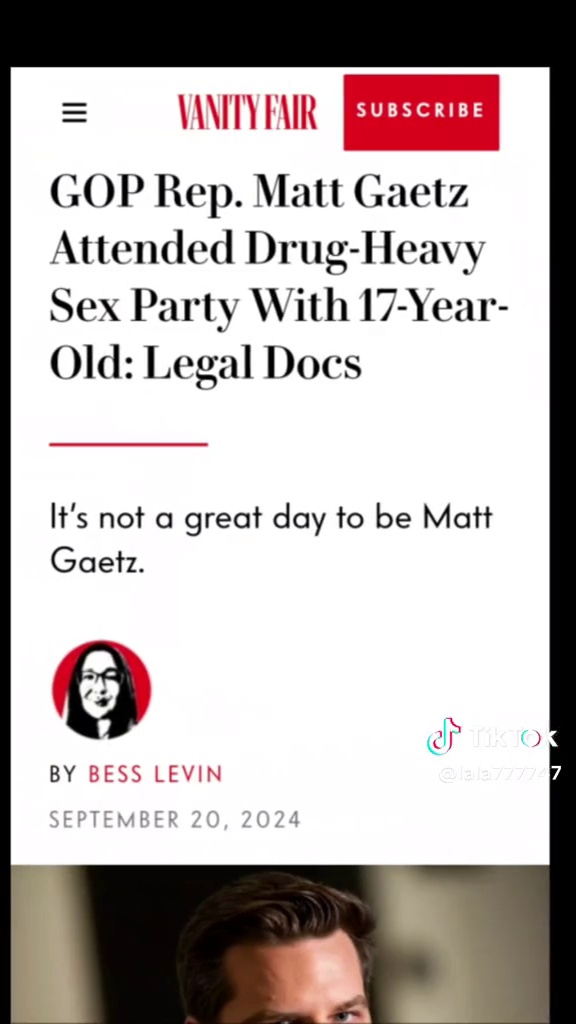 VANITY FAIR
SUBSCRIBE
GOP Rep. Matt Gaetz
Attended Drug-Heavy
Sex Party With 17-Year-
Old: Legal Docs
It's not a great day to be Matt
Gaetz.
TikTok
@lala777747
BY BESS LEVIN
SEPTEMBER 20, 2024